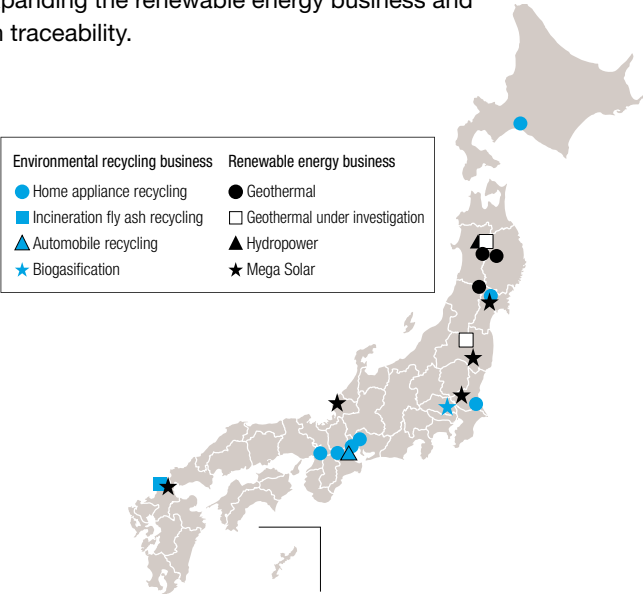 panding the renewable energy business and
traceability.
Environmental recycling business
Renewable energy business
Home appliance recycling
Geothermal
Incineration fly ash recycling
Geothermal under investigation
Automobile recycling
Hydropower
Biogasification
Mega Solar